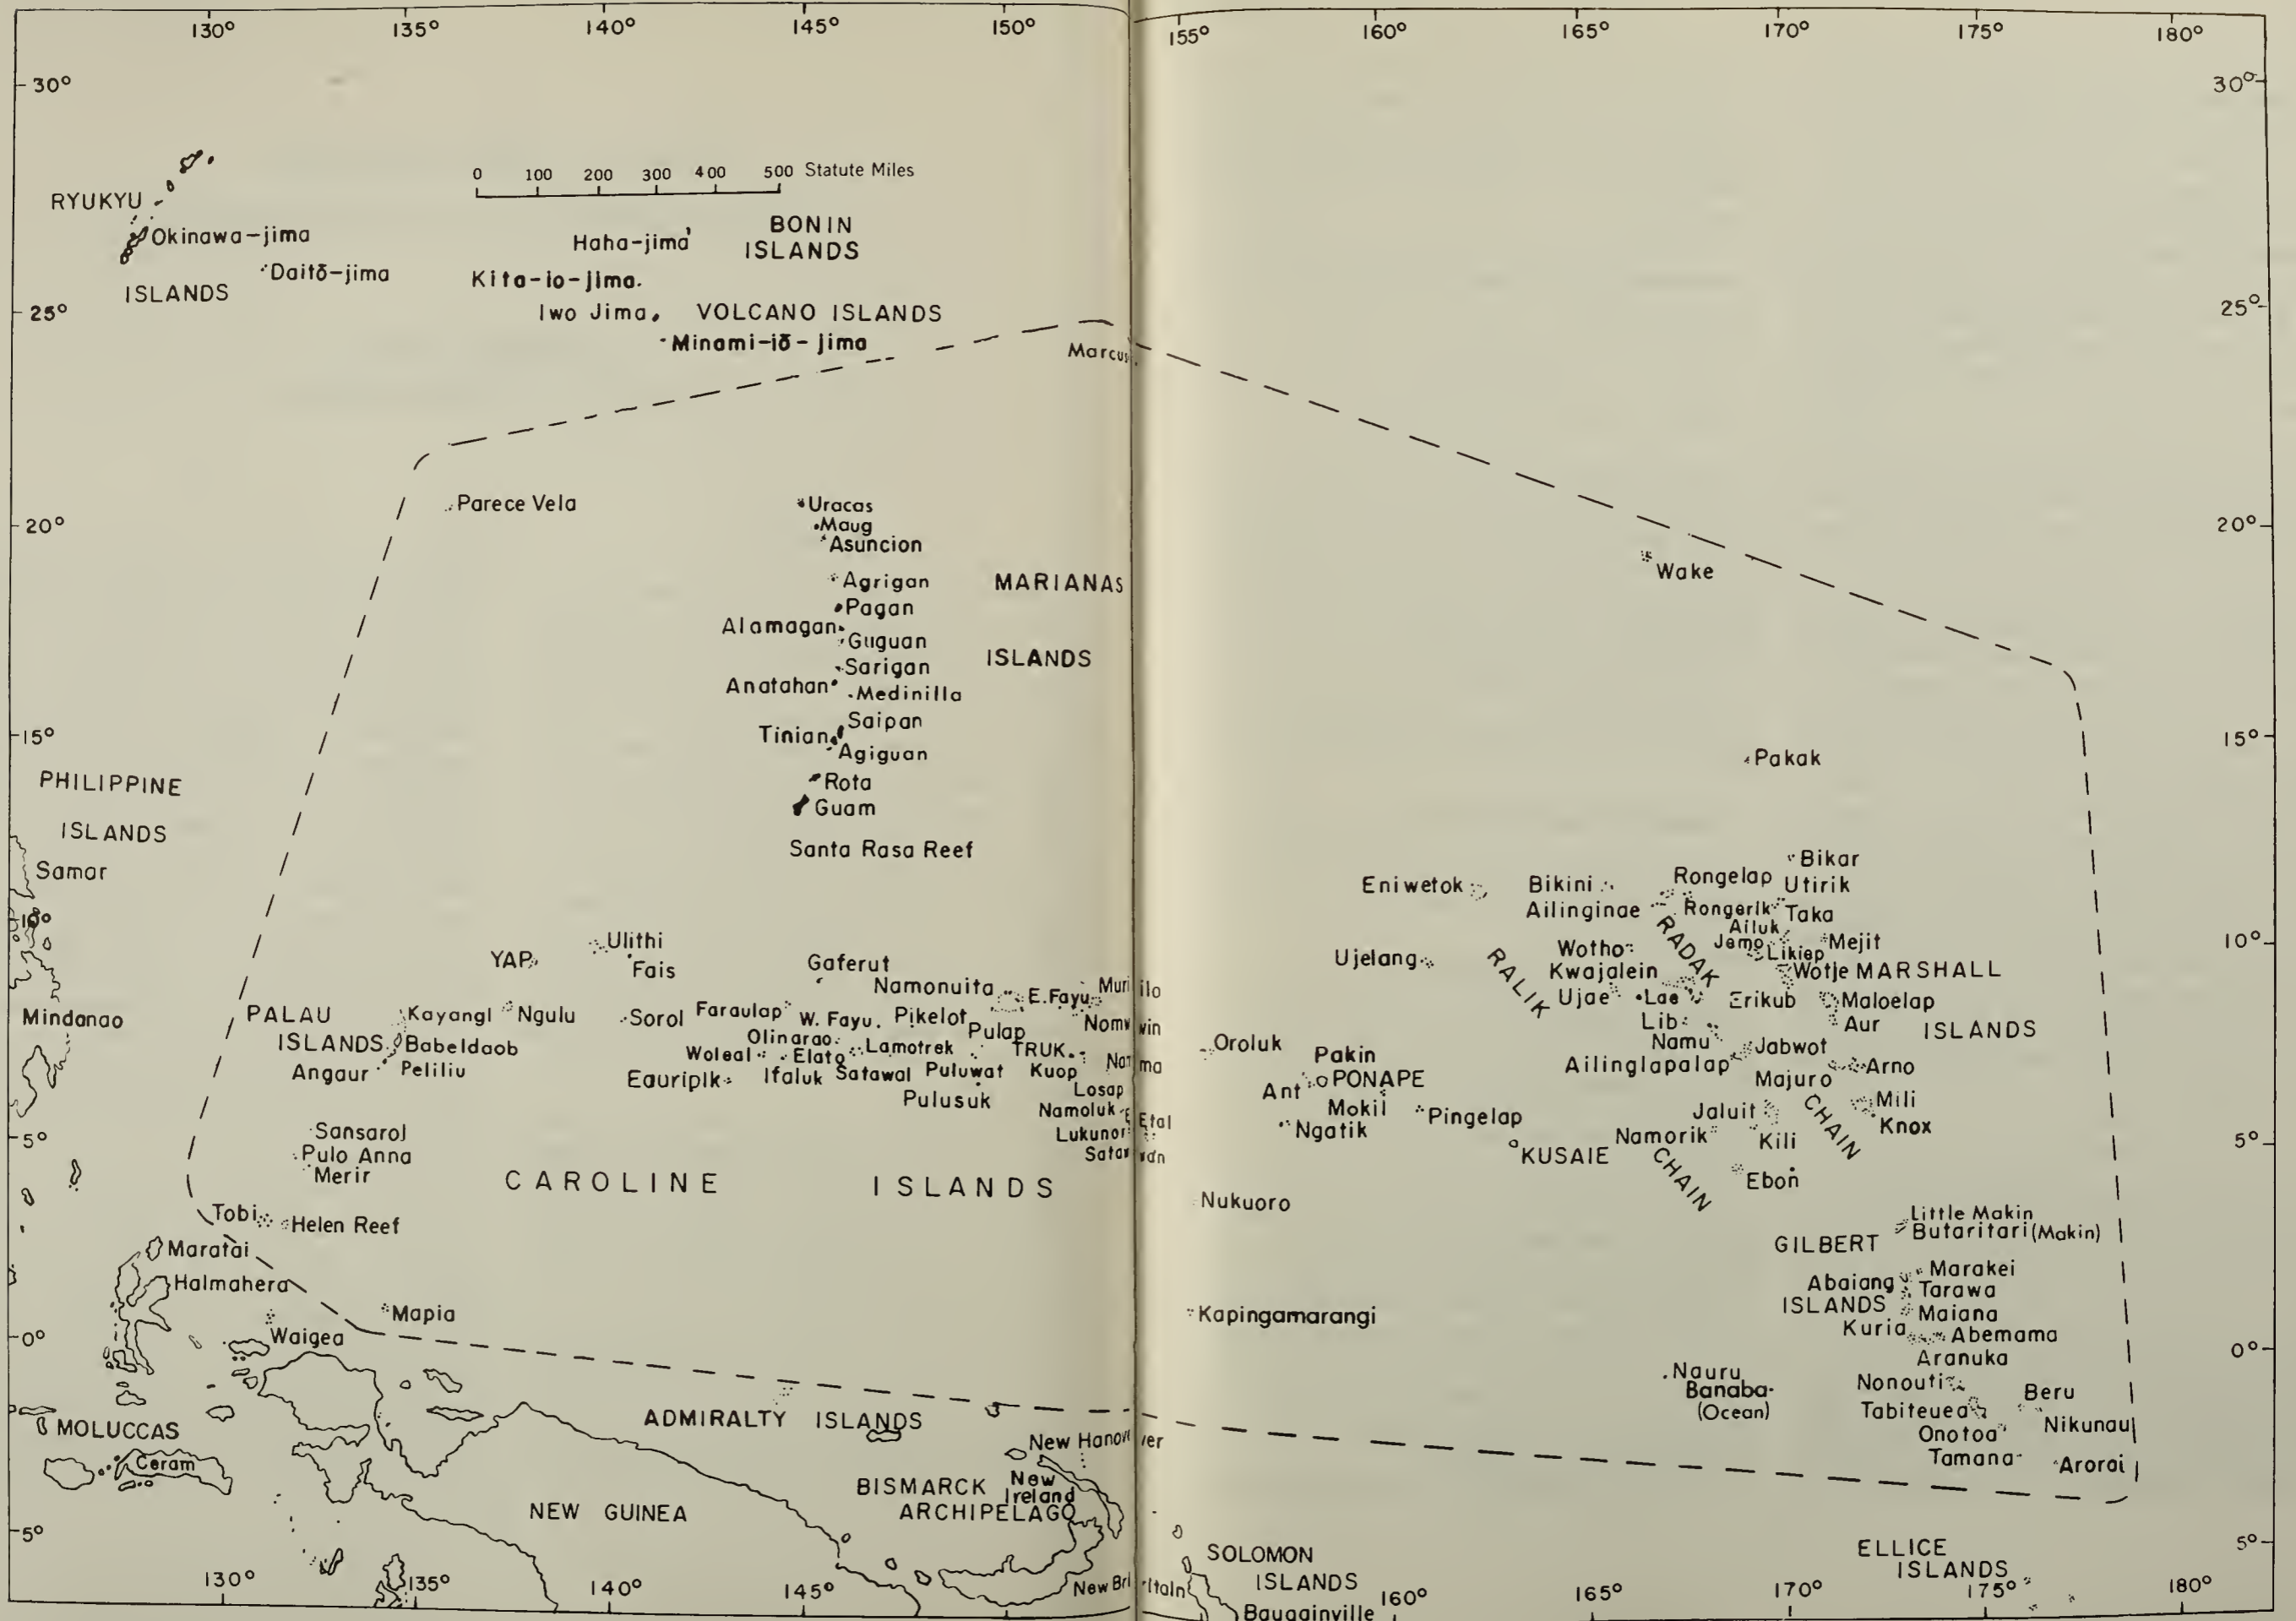 130° 135° 140° 145° 150° 155° 160° 165° 170° 175° 180°
30° 30°
0 100 200 300 400 500 Statute Miles
RYUKYU
Okinawa-jima
Daitō-jima
ISLANDS
Haha-jima
BONIN
ISLANDS
Kita-io-jima
Iwo Jima
VOLCANO ISLANDS
25° 25°
Minami-iō-jima
Marcus
Parece Vela
Uracas
20° 20°
Maug
Asuncion
Wake
Agrigan
MARIANAS
Pagan
Alamagan
Guguan
ISLANDS
Sarigan
Anatahan
Medinilla
Saipan
15° 15°
Tinian
Agiguan
Pakak
PHILIPPINE
Rota
Guam
ISLANDS
Santa Rasa Reef
Samar
Bikar
Eniwetok
Bikini
Rongelap
Utirik
Ailinginae
Rongerik
Taka
10° 10°
Ailuk
Jemo
Mejit
Likiep
YAP
Ulithi
Fais
Gaferut
Ujelang
Wotho
RADAK
RALIK
Kwajalein
Wotje
MARSHALL
Namonuita
E.Fayu
Murilo
Ujae
Lae
Erikub
Maloelap
Mindanao
PALAU
Kayangl
Ngulu
Sorol
Faraulap
W. Fayu
Pikelot
Pulap
Nomwin
Lib
Aur
ISLANDS
ISLANDS
Babeldaob
Olinarao
Woleal
Elato
Lamotrek
TRUK
Nama
Oroluk
Namu
Jabwot
Angaur
Peliliu
Eauripik
Ifaluk
Satawal
Puluwat
Kuop
Pakin
Ailinglapalap
Arno
Majuro
Pulusuk
Losap
Ant
PONAPE
Mokil
Pingelap
Jaluit
CHAIN
Mili
Knox
Namoluk
Etal
Ngatik
Sansarol
5° 5°
Lukunor
Namorik
Kili
Pulo Anna
Satawan
KUSAIE
CHAIN
Merir
CAROLINE ISLANDS
Ebon
Nukuoro
Tobi
Helen Reef
Little Makin
Butaritari (Makin)
Maratai
GILBERT
Halmahera
Marakei
Abaiang
Tarawa
ISLANDS
Mapia
Kapingamarangi
Maiana
Waigea
Kuria
Abemama
0° 0°
Aranuka
Nauru
Banaba
(Ocean)
Nonouti
Beru
ADMIRALTY ISLANDS
Tabiteuea
MOLUCCAS
Nikunau
New Hanover
Onotoa
Ceram
Tamana
Arorai
BISMARCK
New
Ireland
ARCHIPELAGO
NEW GUINEA
5° 5°
SOLOMON
ISLANDS
ELLICE
ISLANDS
New Britain
Bougainville
130° 135° 140° 145° 160° 165° 170° 175° 180°